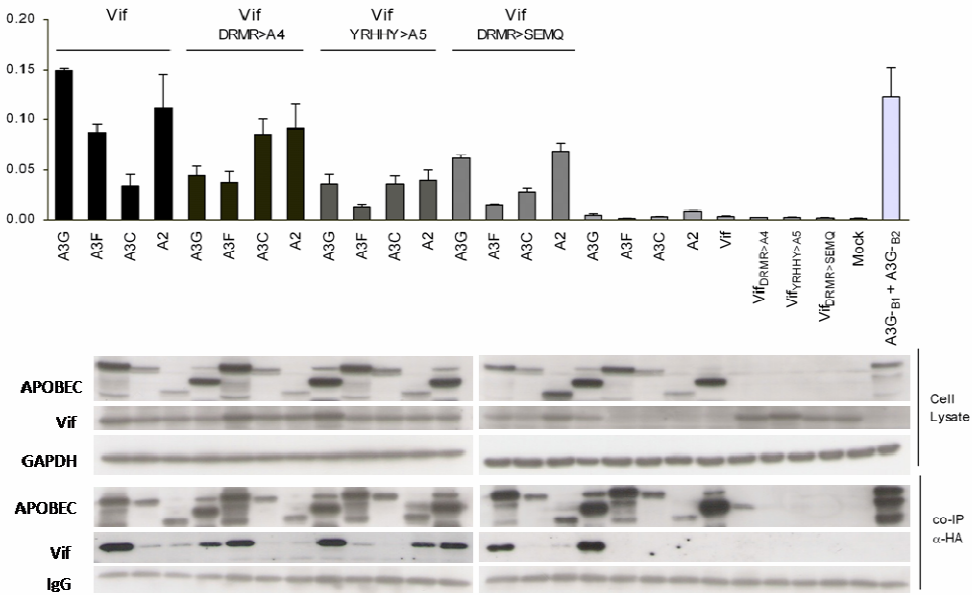 Vif Vif Vif Vif
DRMR>A4 YRHHY>A5 DRMR>SEMQ
0.20
0.15
0.10
0.05
0.00
A3G A3F A3C A2 A3G A3F A3C A2 A3G A3F A3C A2 A3G A3F A3C A2 A3G A3F A3C A2 Vif VifDRMR>A4 VifYRHHY>A5 VifDRMR>SEMQ Mock A3G-B1 + A3G-B2
APOBEC
Vif
GAPDH
Cell
Lysate
APOBEC
Vif
IgG
co-IP
α-HA